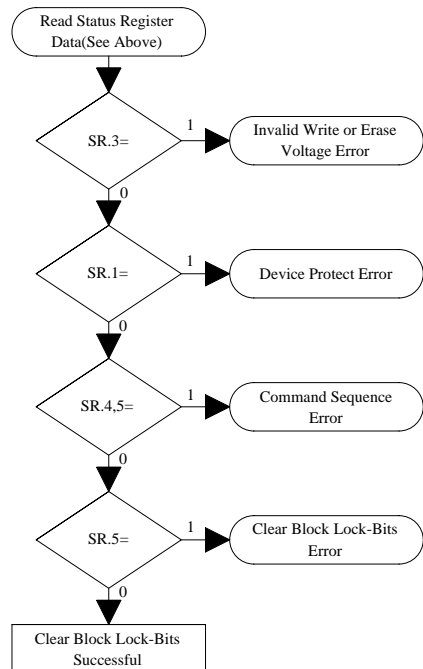 Read Status Register
Data(See Above)
SR.3=
1
Invalid Write or Erase
Voltage Error
0
SR.1=
1
Device Protect Error
0
SR.4,5=
1
Command Sequence
Error
0
SR.5=
1
Clear Block Lock-Bits
Error
0
Clear Block Lock-Bits
Successful